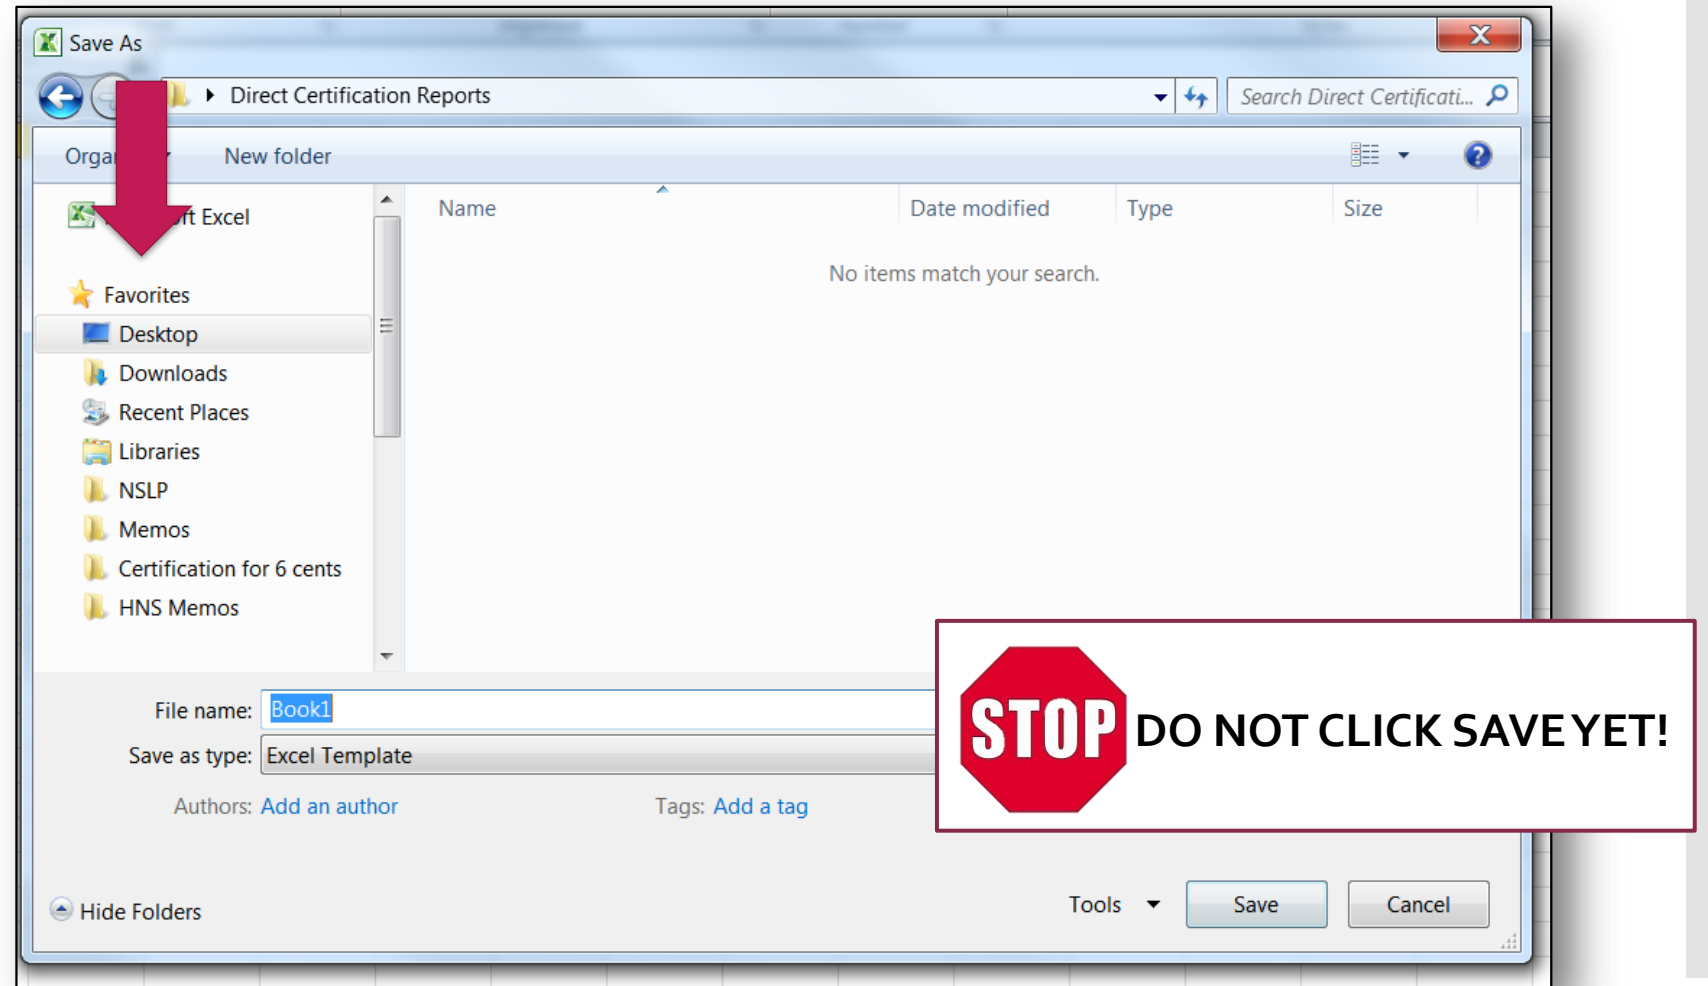 Save As
Direct Certification Reports
Search Direct Certificati...
New folder
Excel
Name
Date modified
Type
Size
No items match your search.
Favorites
Desktop
Downloads
Recent Places
Libraries
NSLP
Memos
Certification for 6 cents
HNS Memos
File name: Book1
Save as type: Excel Template
Authors: Add an author
Tags: Add a tag
STOP DO NOT CLICK SAVE YET!
Hide Folders
Tools
Save
Cancel